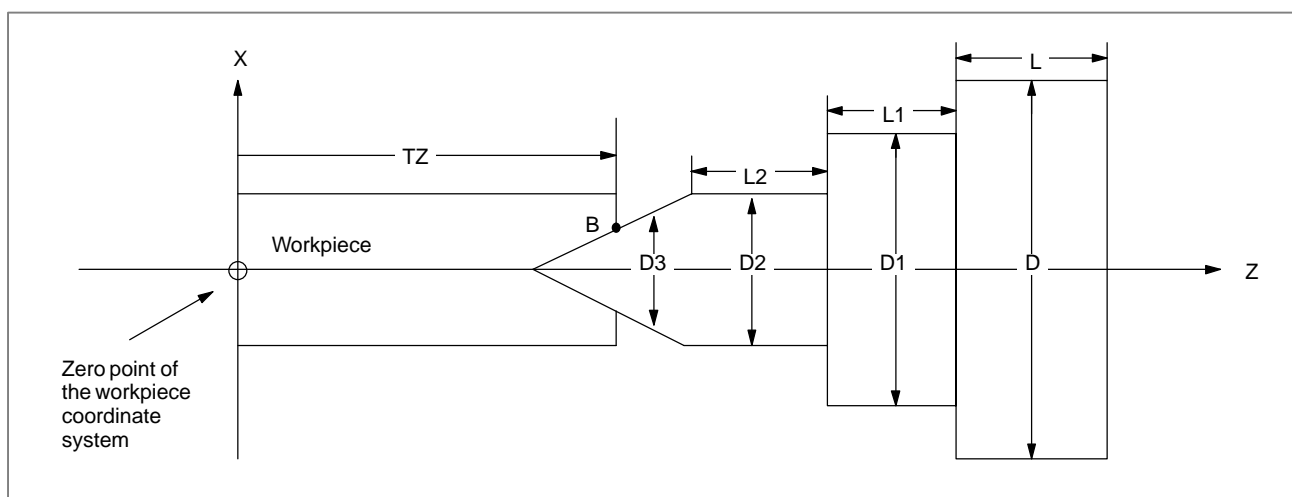 X
L
L1
TZ
L2
B
Workpiece
D3
D2
D1
D
Z
Zero point of
the workpiece
coordinate
system